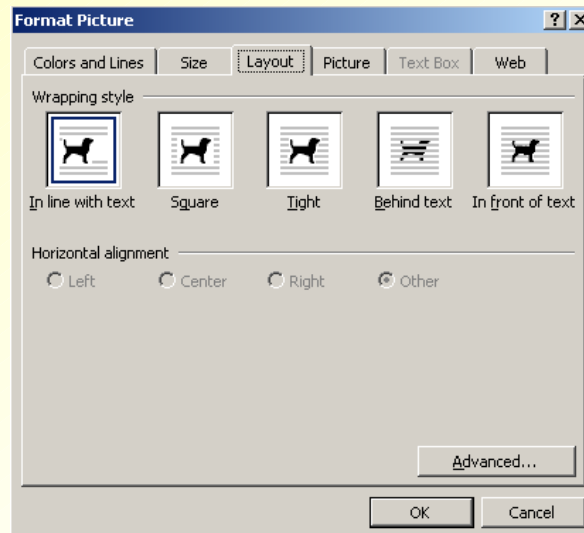 Format Picture
Colors and Lines Size Layout Picture Text Box Web
Wrapping style
In line with text Square Tight Behind text In front of text
Horizontal alignment
Left Center Right Other
Advanced...
OK Cancel